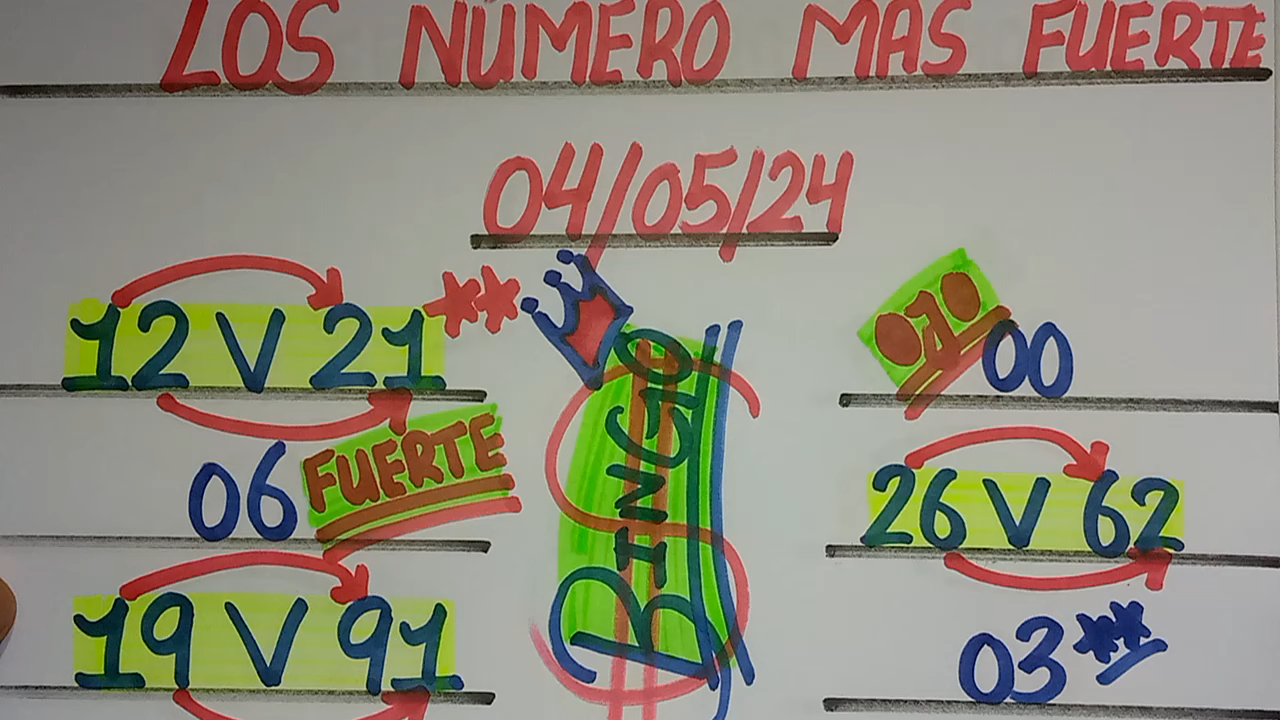 LOS NÚMERO MAS FUERTE
04/05/24
12 V 21**
06 FUERTE
19 V 91
BINGO
OJO 00
26 V 62
03**